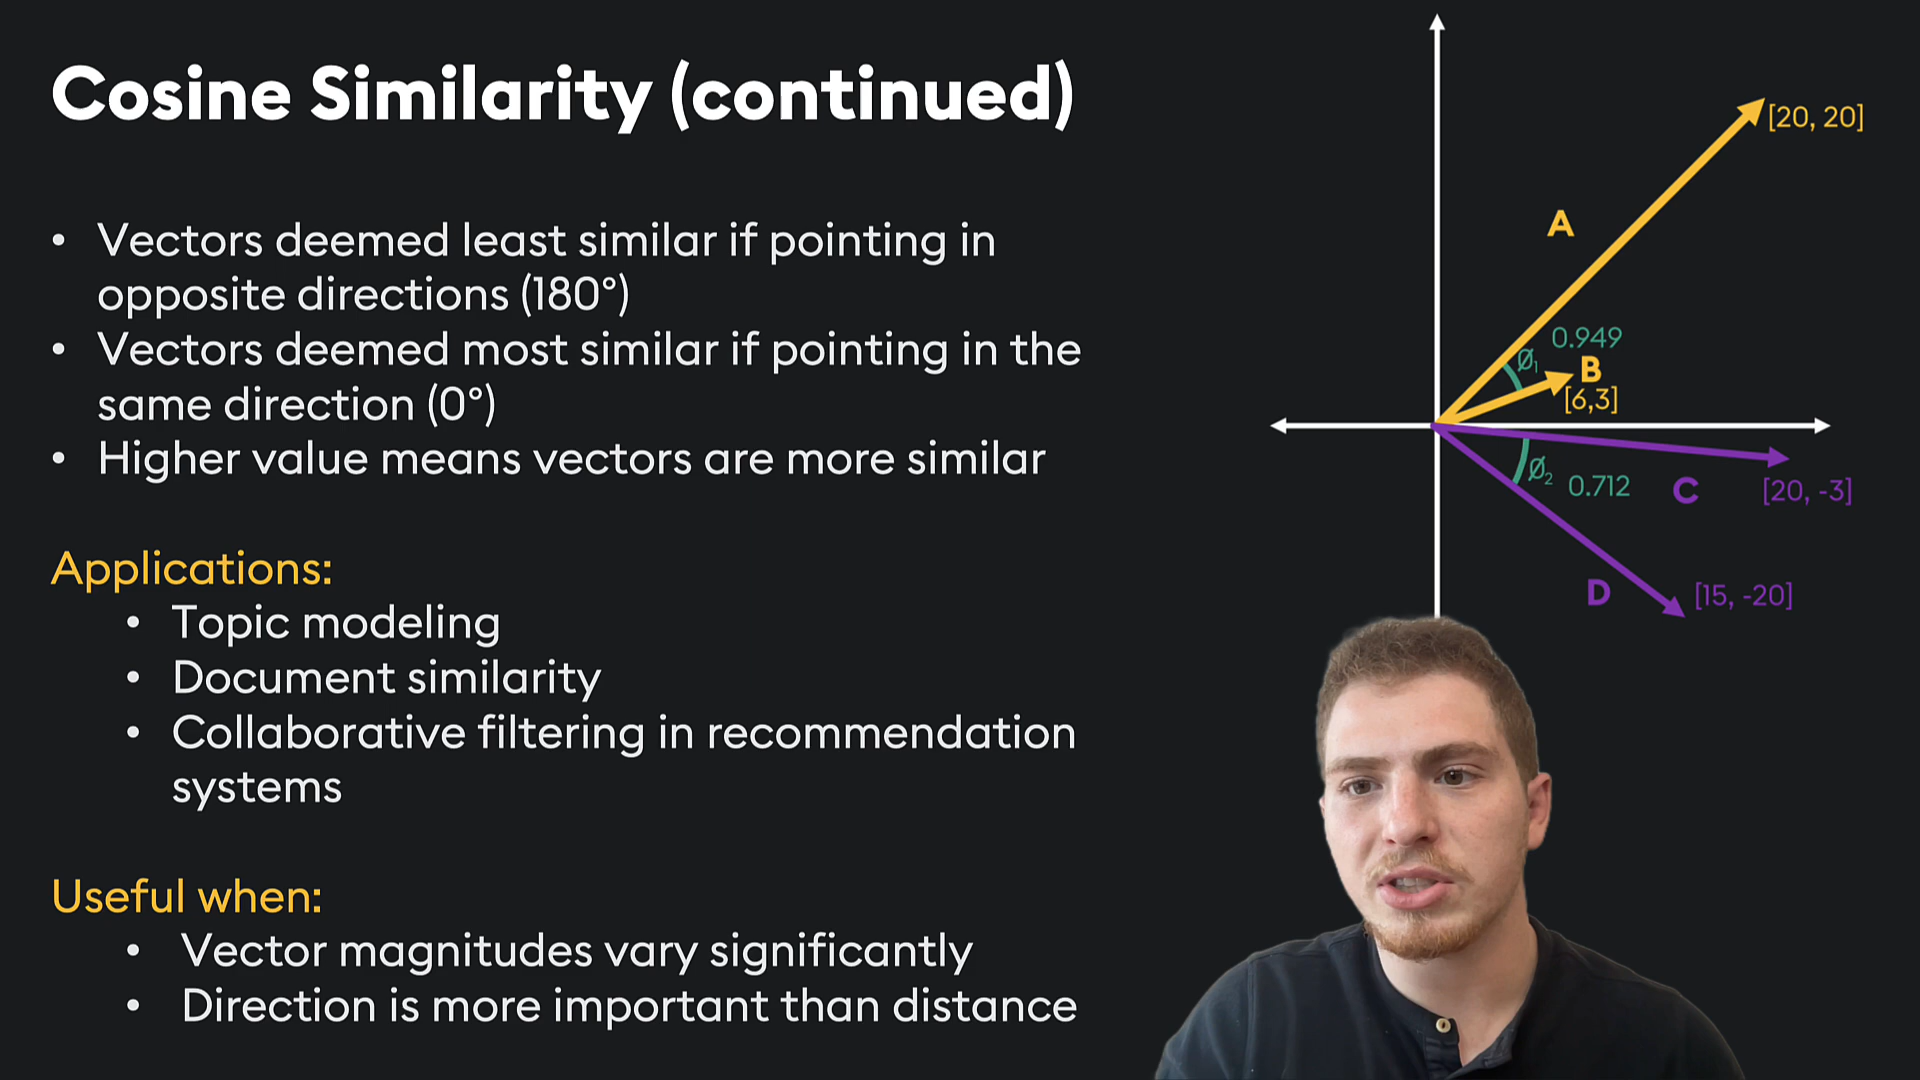 Cosine Similarity (continued)
• Vectors deemed least similar if pointing in
opposite directions (180°)
• Vectors deemed most similar if pointing in the
same direction (0°)
• Higher value means vectors are more similar
Applications:
• Topic modeling
• Document similarity
• Collaborative filtering in recommendation
systems
Useful when:
• Vector magnitudes vary significantly
• Direction is more important than distance
[20, 20]
A
0.949
Ø₁
B
[6,3]
Ø₂
0.712
C
[20, -3]
D
[15, -20]